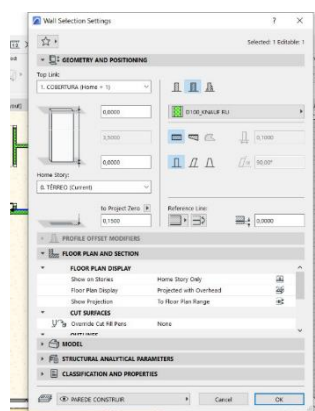 Wall Selection Settings
? ×
Selected: 1 Editable: 1
GEOMETRY AND POSITIONING
Top Link:
1. COBERTURA (Home + 1)
0,0000
D100_KNAUF RU
3,5000
0,1000
0,0000
90,00°
Home Story:
0. TÉRREO (Current)
to Project Zero
Reference Line:
0,1500
0,0000
PROFILE OFFSET MODIFIERS
FLOOR PLAN AND SECTION
FLOOR PLAN DISPLAY
Show on Stories Home Story Only
Floor Plan Display Projected with Overhead
Show Projection To Floor Plan Range
CUT SURFACES
Override Cut Fill Pens None
OUTLINES
MODEL
STRUCTURAL ANALYTICAL PARAMETERS
CLASSIFICATION AND PROPERTIES
PAREDE CONSTRUIR Cancel OK